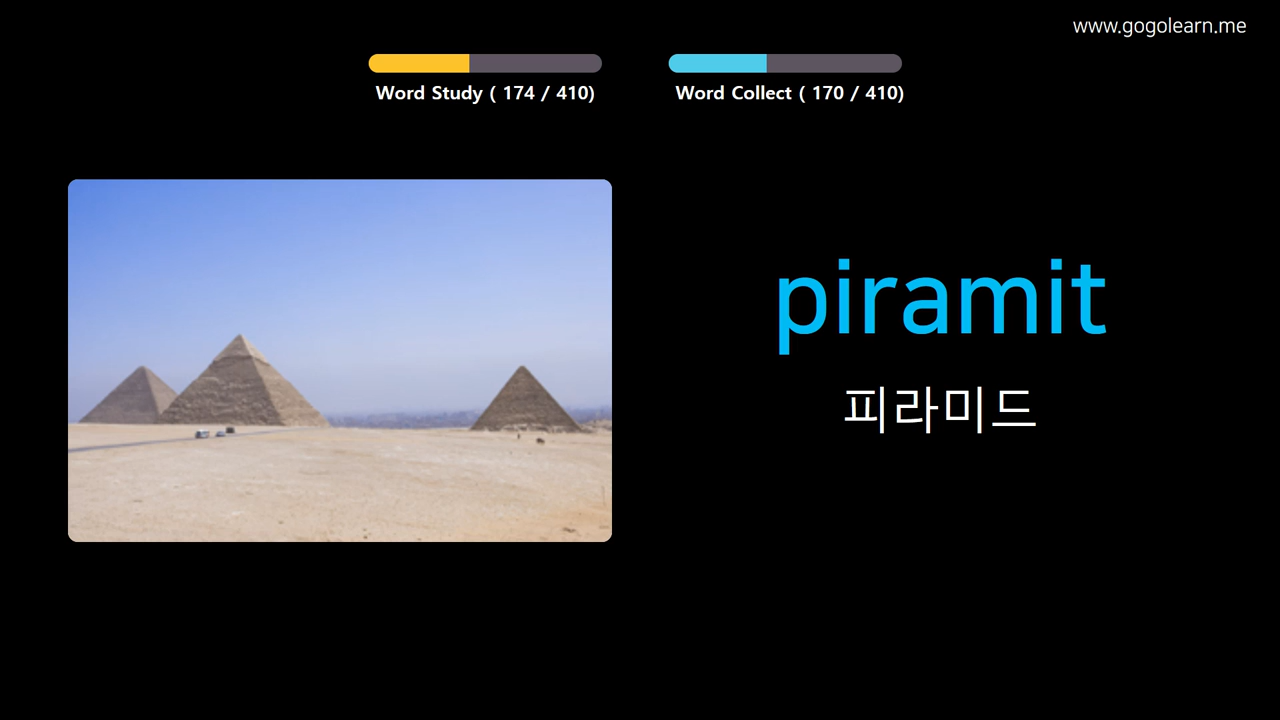 www.gogolearn.me
Word Study ( 174 / 410)
Word Collect ( 170 / 410)
piramit
피라미드